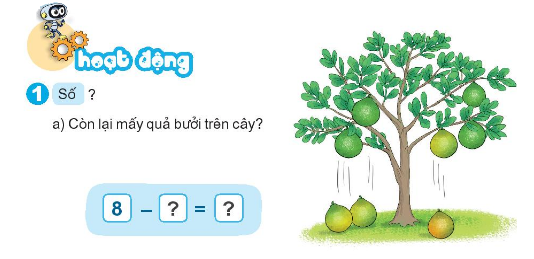 hoạt động
1 Số ?
a) Còn lại mấy quả bưởi trên cây?
8 – ? = ?